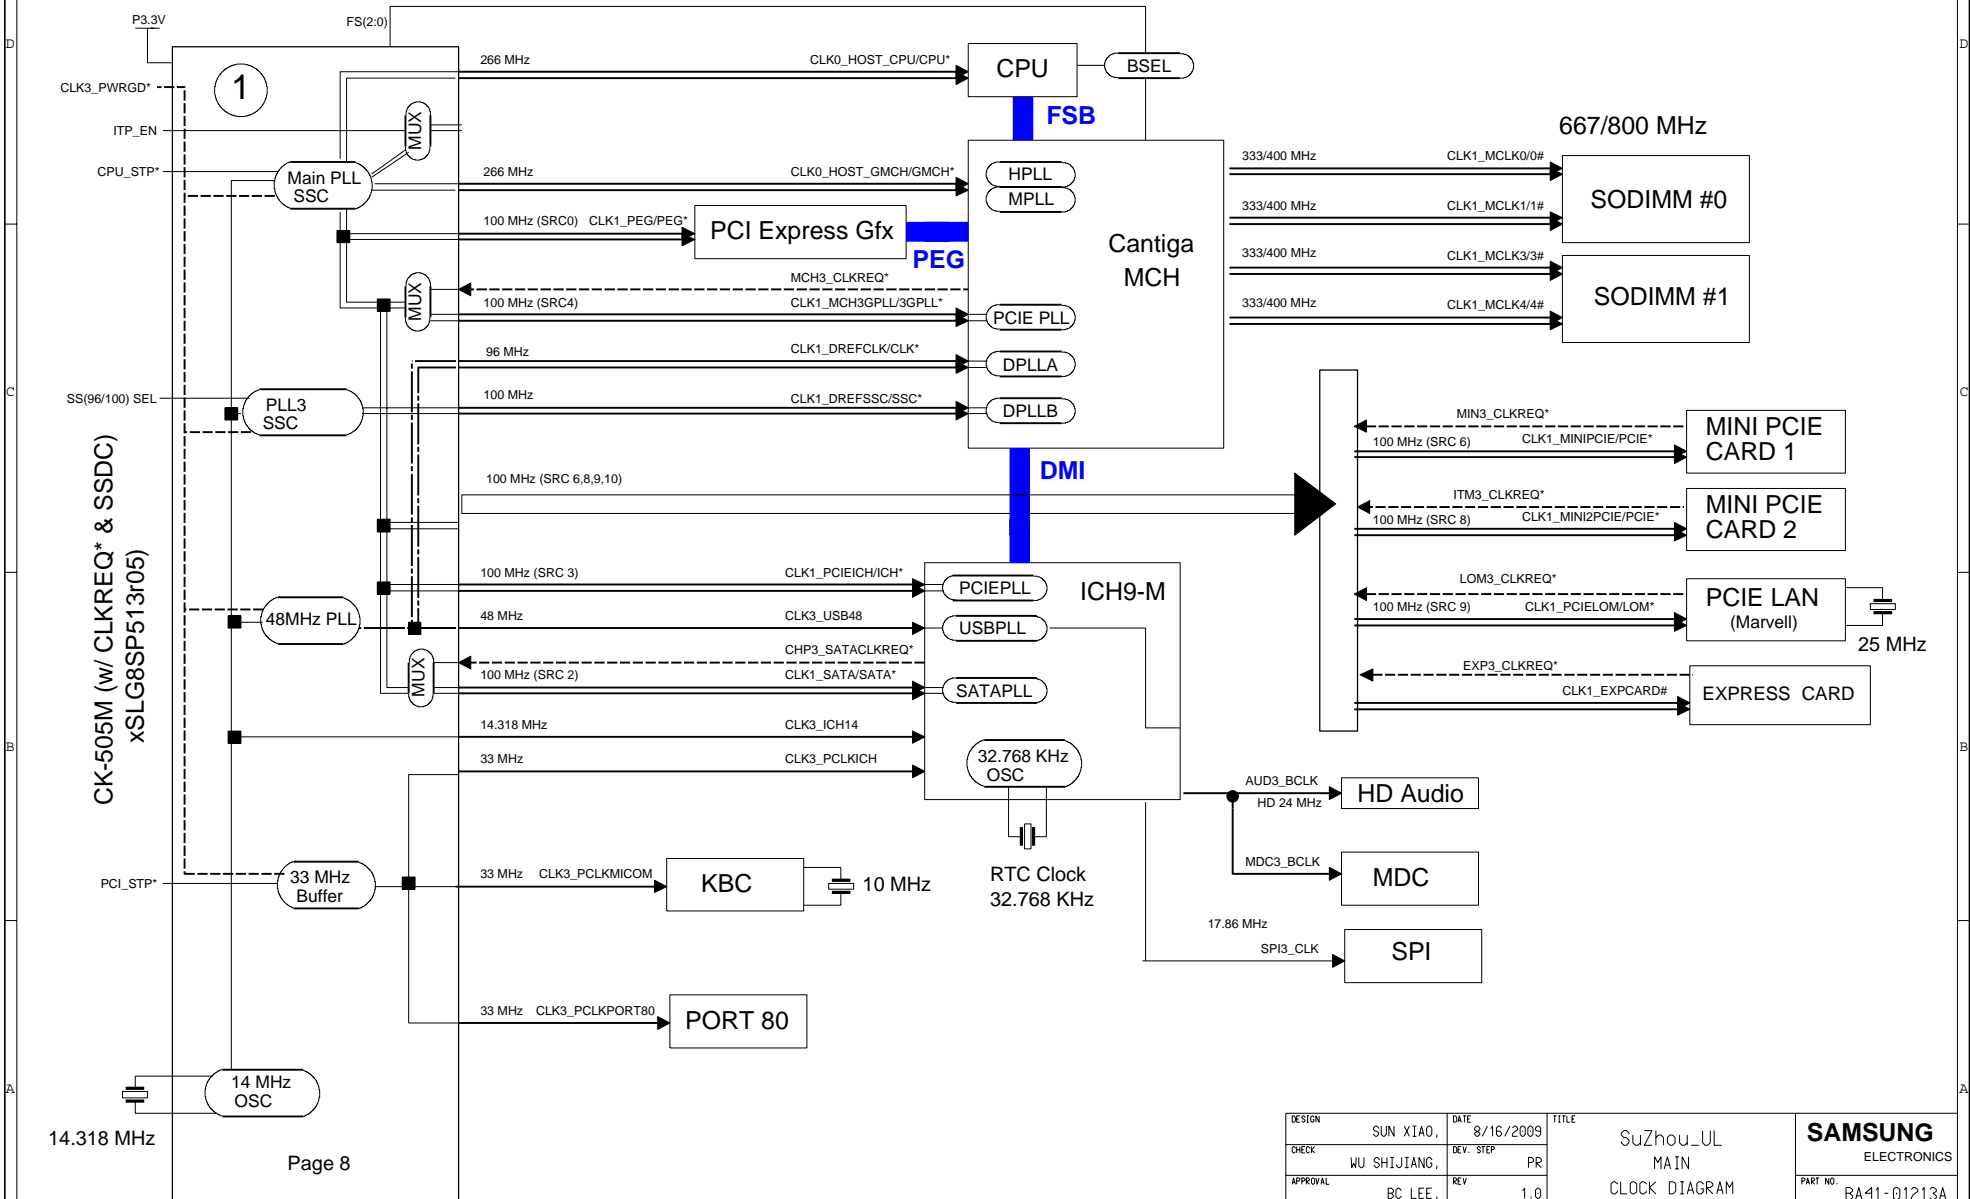 P3.3V
FS(2:0)
D
D
1
CLK3_PWRGD*
ITP_EN
CPU_STP*
MUX
Main PLL
SSC
266 MHz
CLK0_HOST_CPU/CPU*
CPU
BSEL
FSB
266 MHz
CLK0_HOST_GMCH/GMCH*
HPLL
MPLL
100 MHz (SRC0)
CLK1_PEG/PEG*
PCI Express Gfx
PEG
Cantiga
MCH
MUX
MCH3_CLKREQ*
100 MHz (SRC4)
CLK1_MCH3GPLL/3GPLL*
PCIE PLL
96 MHz
CLK1_DREFCLK/CLK*
DPLLA
100 MHz
CLK1_DREFSSC/SSC*
DPLLB
667/800 MHz
333/400 MHz
CLK1_MCLK0/0#
333/400 MHz
CLK1_MCLK1/1#
SODIMM #0
333/400 MHz
CLK1_MCLK3/3#
333/400 MHz
CLK1_MCLK4/4#
SODIMM #1
C
C
SS(96/100) SEL
PLL3
SSC
CK-505M (w/ CLKREQ* & SSDC)
xSLG8SP513r05)
DMI
100 MHz (SRC 6,8,9,10)
MIN3_CLKREQ*
100 MHz (SRC 6)
CLK1_MINIPCIE/PCIE*
MINI PCIE
CARD 1
ITM3_CLKREQ*
100 MHz (SRC 8)
CLK1_MINI2PCIE/PCIE*
MINI PCIE
CARD 2
LOM3_CLKREQ*
100 MHz (SRC 9)
CLK1_PCIELOM/LOM*
PCIE LAN
(Marvell)
25 MHz
EXP3_CLKREQ*
CLK1_EXPCARD#
EXPRESS CARD
48MHz PLL
100 MHz (SRC 3)
CLK1_PCIEICH/ICH*
PCIEPLL
ICH9-M
48 MHz
CLK3_USB48
USBPLL
MUX
CHP3_SATACLKREQ*
100 MHz (SRC 2)
CLK1_SATA/SATA*
SATAPLL
14.318 MHz
CLK3_ICH14
33 MHz
CLK3_PCLKICH
32.768 KHz
OSC
RTC Clock
32.768 KHz
B
B
AUD3_BCLK
HD 24 MHz
HD Audio
MDC3_BCLK
MDC
17.86 MHz
SPI3_CLK
SPI
PCI_STP*
33 MHz
Buffer
33 MHz
CLK3_PCLKMICOM
KBC
10 MHz
33 MHz
CLK3_PCLKPORT80
PORT 80
A
A
14 MHz
OSC
14.318 MHz
Page 8
DESIGN
SUN XIAO,
DATE
8/16/2009
TITLE
SuZhou_UL
MAIN
CLOCK DIAGRAM
SAMSUNG
ELECTRONICS
CHECK
WU SHIJIANG,
DEV. STEP
PR
APPROVAL
BC LEE,
REV
1.0
PART NO.
BA41-01213A